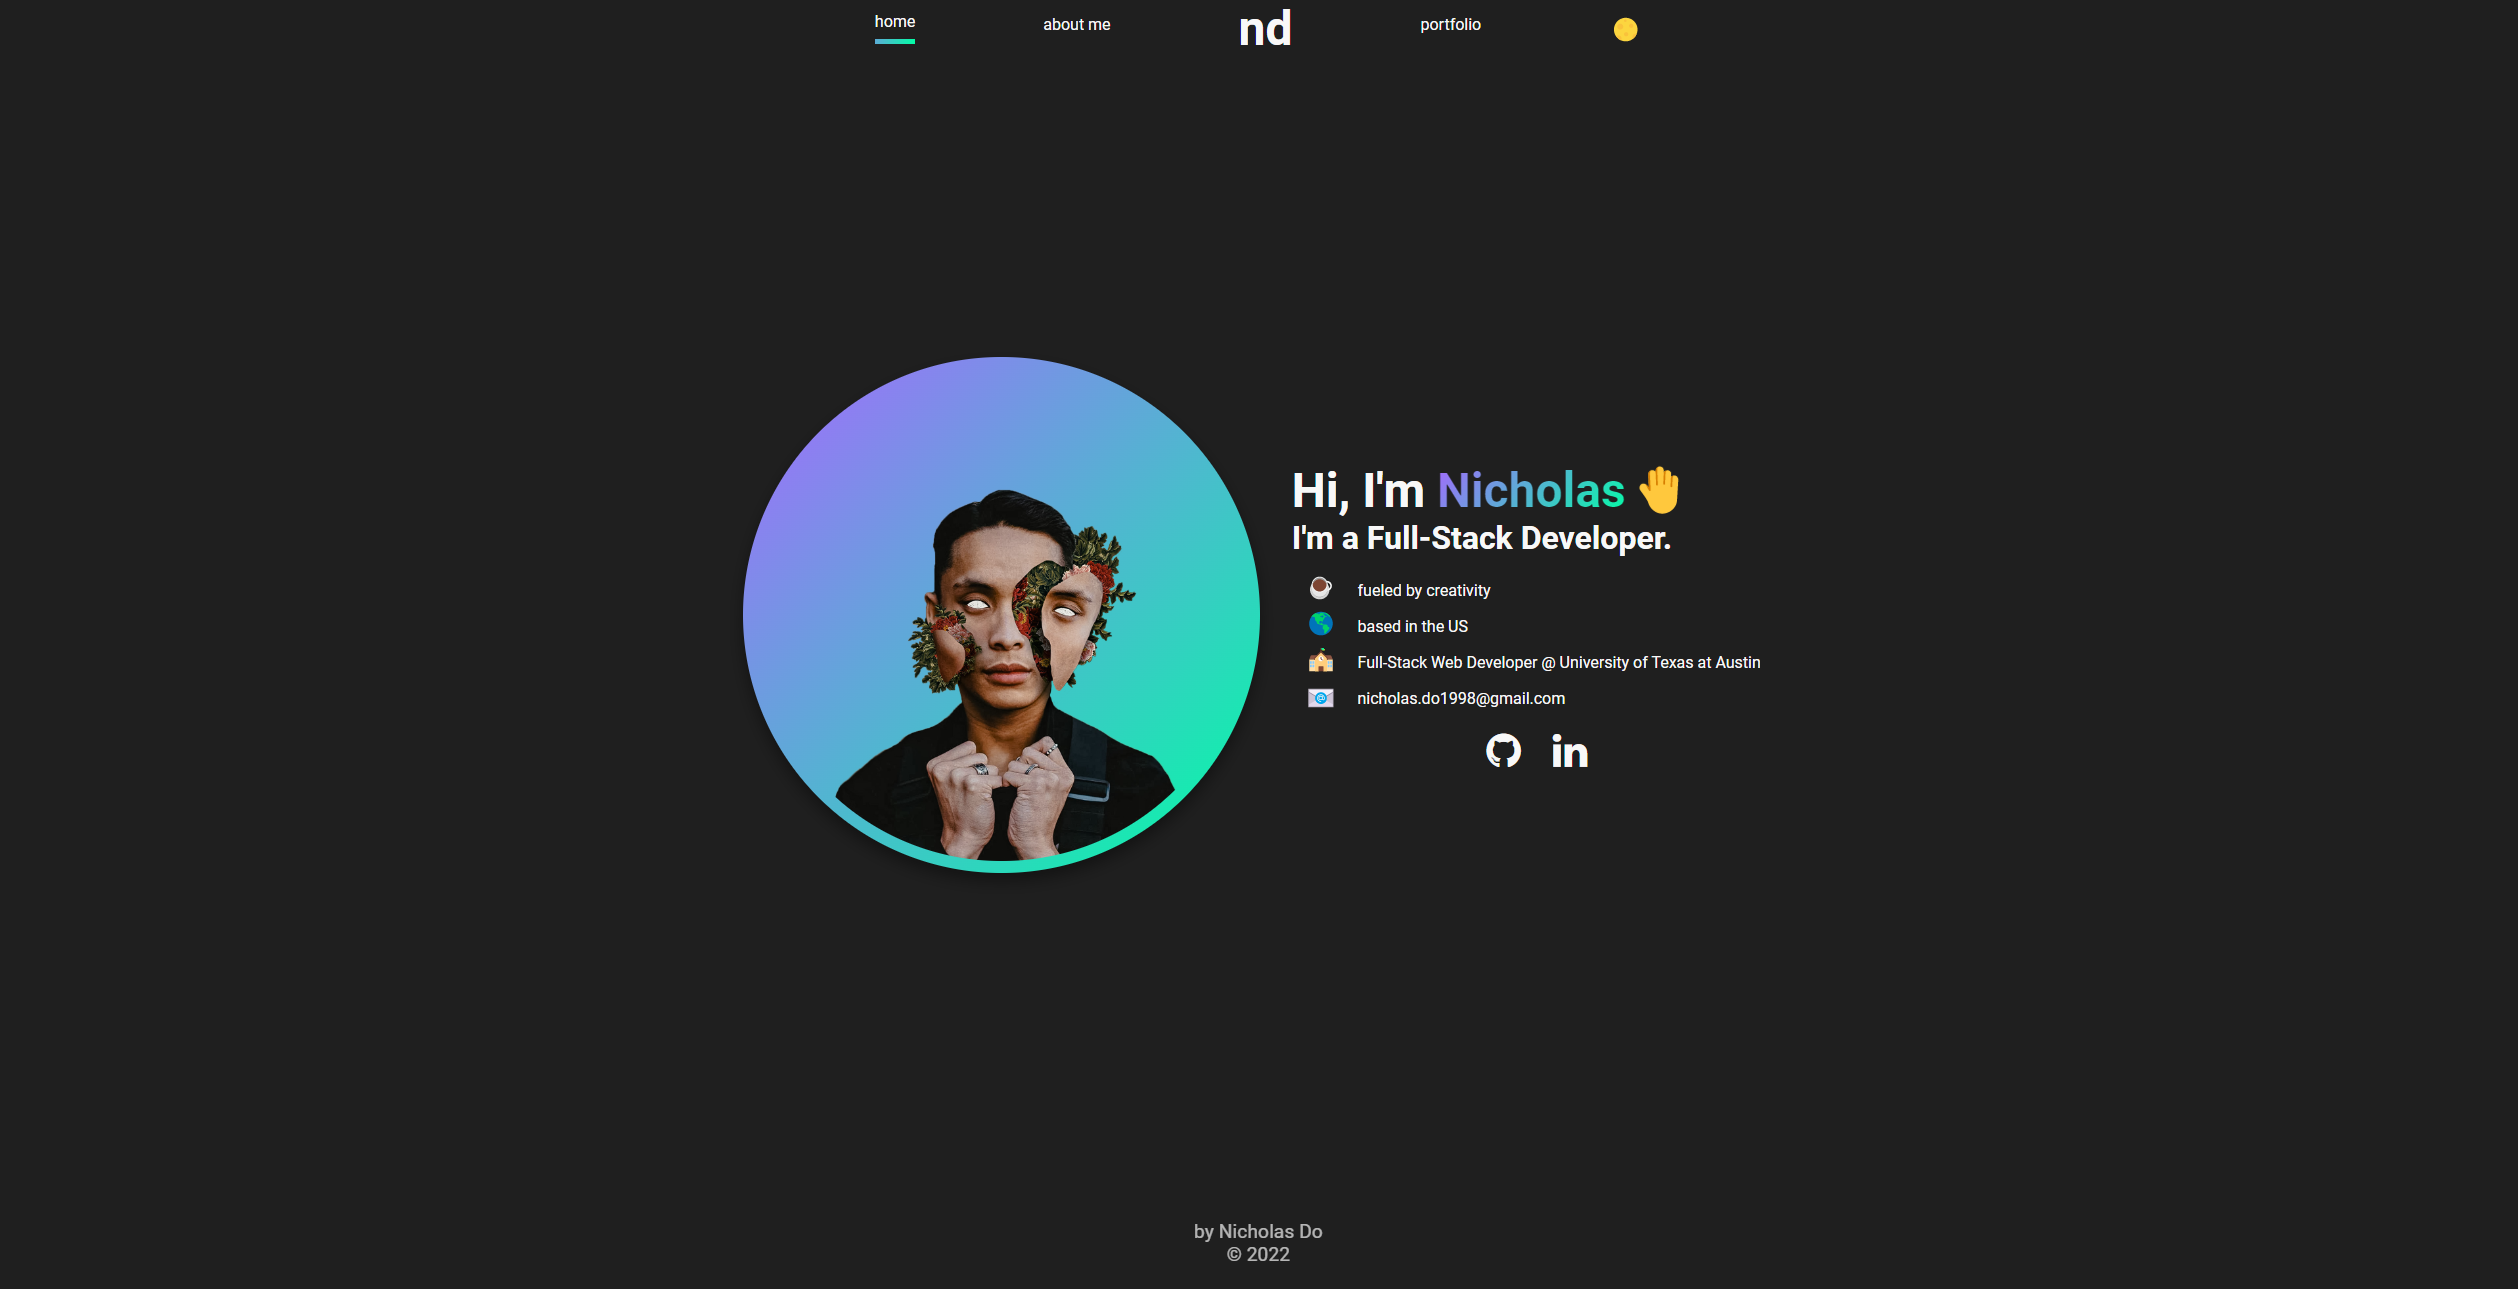 home
about me
nd
portfolio
Hi, I'm Nicholas
I'm a Full-Stack Developer.
fueled by creativity
based in the US
Full-Stack Web Developer @ University of Texas at Austin
nicholas.do1998@gmail.com
in
by Nicholas Do
© 2022